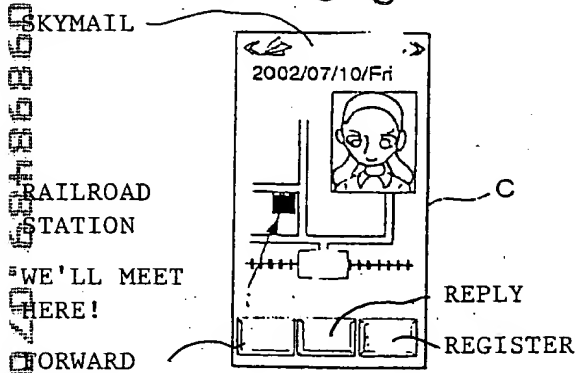 SKYMAIL
2002/07/10/Fri
C
RAILROAD
STATION
WE'LL MEET
HERE!
REPLY
FORWARD
REGISTER